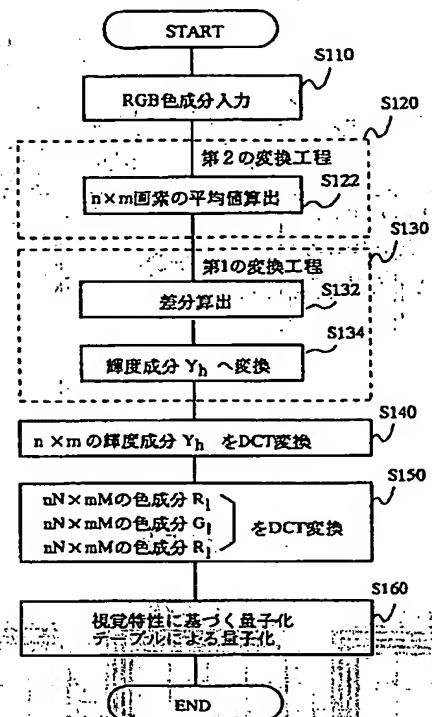 START
S110
RGB色成分入力
S120
第2の変換工程
S122
n×m画素の平均値算出
S130
第1の変換工程
S132
差分算出
S134
輝度成分 Yh へ変換
S140
n×mの輝度成分 Yh をDCT変換
S150
nN×mMの色成分 Rl
nN×mMの色成分 Gl をDCT変換
nN×mMの色成分 Rl
S160
視覚特性に基づく量子化
テーブルによる量子化
END